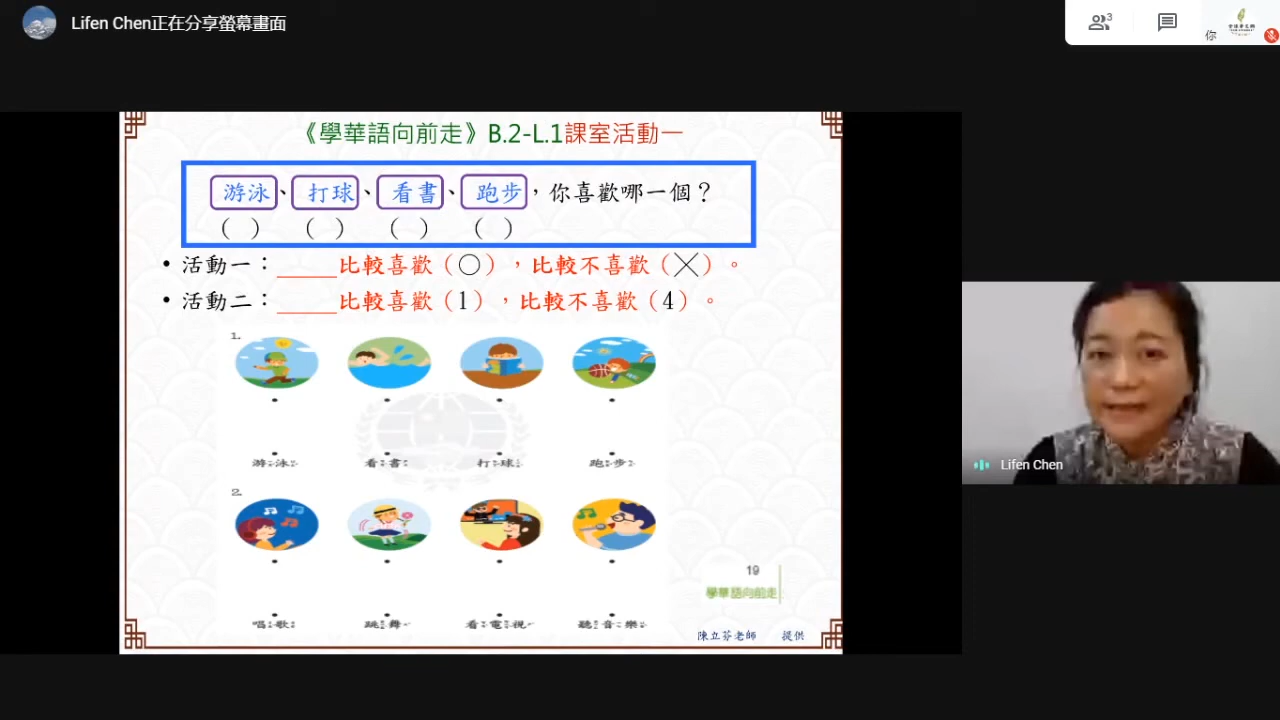 Lifen Chen正在分享螢幕畫面
3
你
《學華語向前走》B.2-L.1課室活動一
游泳、打球、看書、跑步，你喜歡哪一個？
( ) ( ) ( ) ( )
• 活動一：_____比較喜歡（○），比較不喜歡（╳）。
• 活動二：_____比較喜歡（1），比較不喜歡（4）。
1.
游泳 看書 打球 跑步
2.
唱歌 跳舞 看電視 聽音樂
19
學華語向前走
陳立芬老師 提供
Lifen Chen